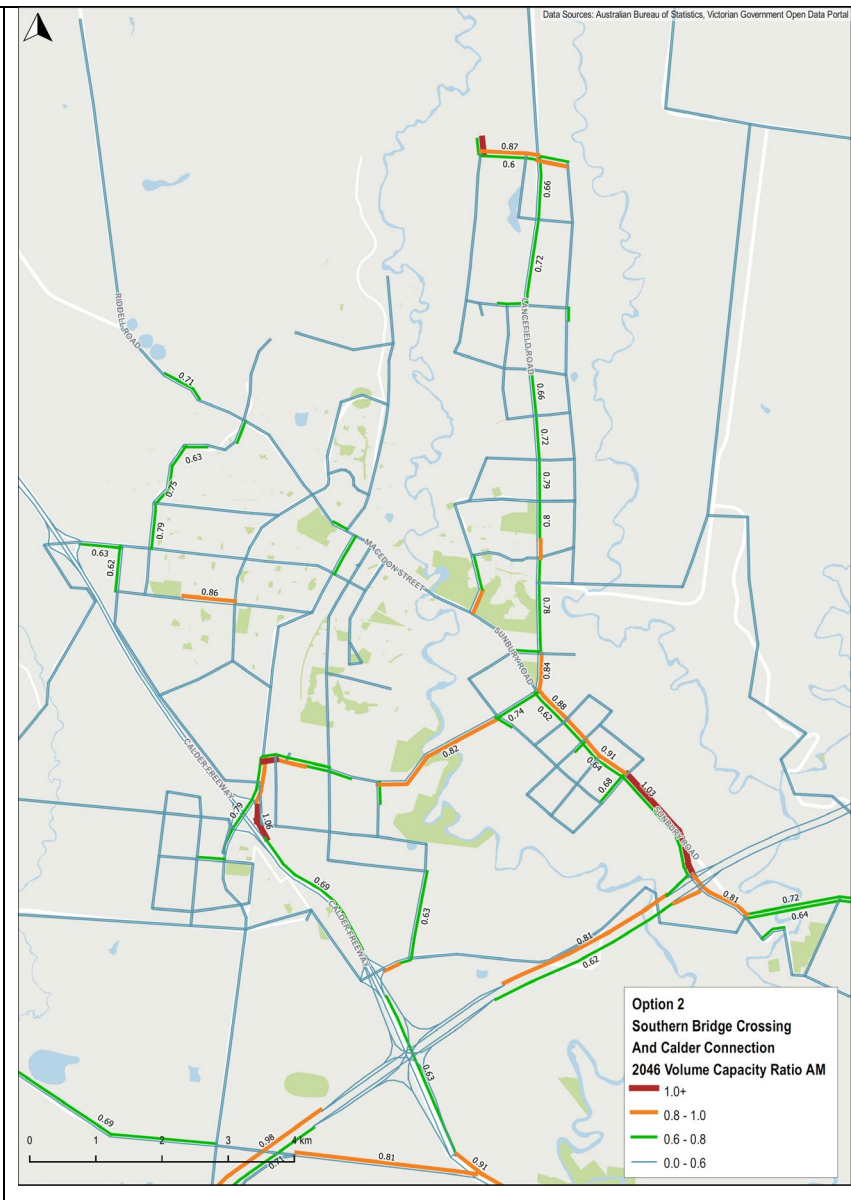 Data Sources: Australian Bureau of Statistics, Victorian Government Open Data Portal
0.87
0.6
0.66
0.72
LANCEFIELD ROAD
RIDDELL ROAD
0.71
0.66
0.72
0.63
0.79
0.75
0.8
0.79
MACEDON STREET
0.63
0.62
0.86
0.78
SUNBURY ROAD
0.84
0.88
0.74
0.62
0.82
0.91
0.64
CALDER FREEWAY
0.68
1.03
0.79
1.06
SUNBURY ROAD
0.69
0.81
0.72
0.63
0.64
CALDER FREEWAY
0.81
0.62
0.63
0.69
0.98
0.71
0.81
0.91
0 1 2 3 4 km
Option 2
Southern Bridge Crossing
And Calder Connection
2046 Volume Capacity Ratio AM
1.0+
0.8 - 1.0
0.6 - 0.8
0.0 - 0.6